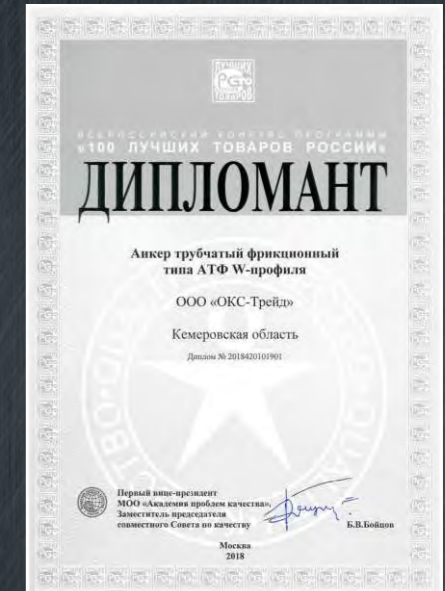 ЛУЧШИХ
ТОВАРОВ
ВСЕРОССИЙСКИЙ КОНКУРС ПРОГРАММЫ
«100 ЛУЧШИХ ТОВАРОВ РОССИИ»
ДИПЛОМАНТ
Анкер трубчатый фрикционный
типа АТФ W-профиля
ООО «ОКС-Трейд»
Кемеровская область
Диплом № 2018420101901
Первый вице-президент
МОО «Академия проблем качества»,
Заместитель председателя
совместного Совета по качеству
Б.В.Бойцов
Москва
2018